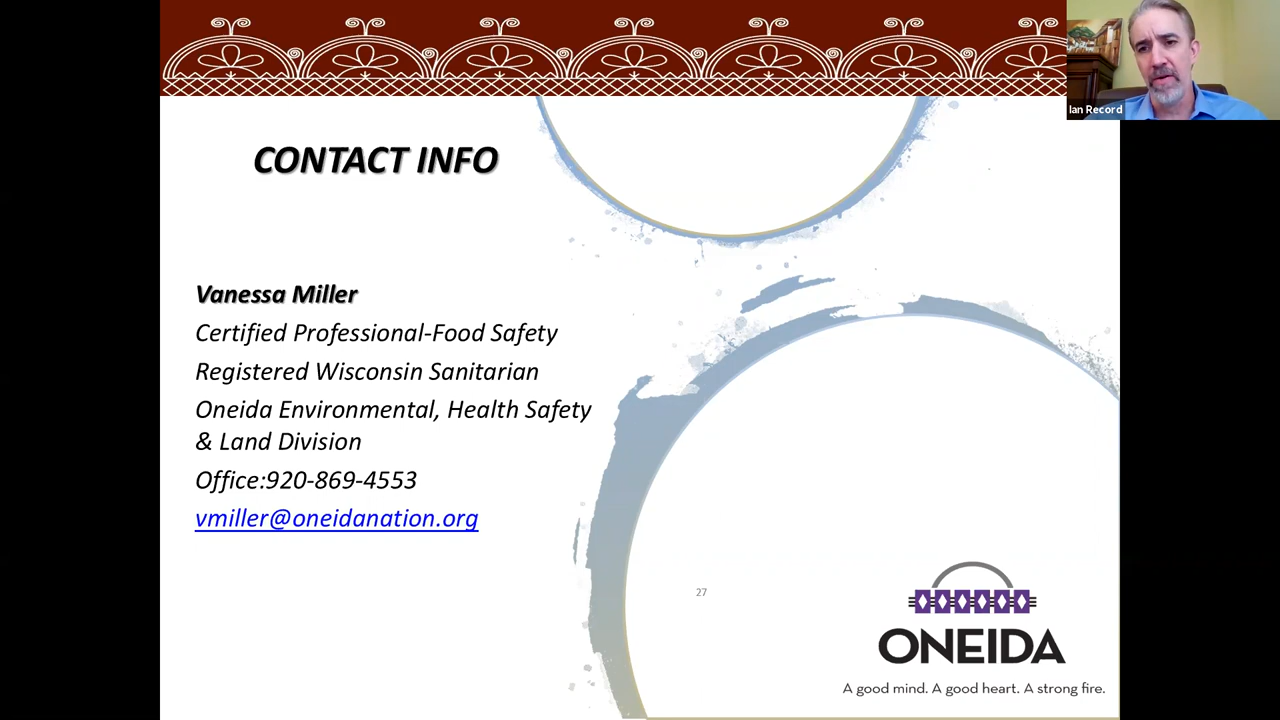 Ian Record
CONTACT INFO
Vanessa Miller
Certified Professional-Food Safety
Registered Wisconsin Sanitarian
Oneida Environmental, Health Safety
& Land Division
Office:920-869-4553
vmiller@oneidanation.org
27
ONEIDA
A good mind. A good heart. A strong fire.